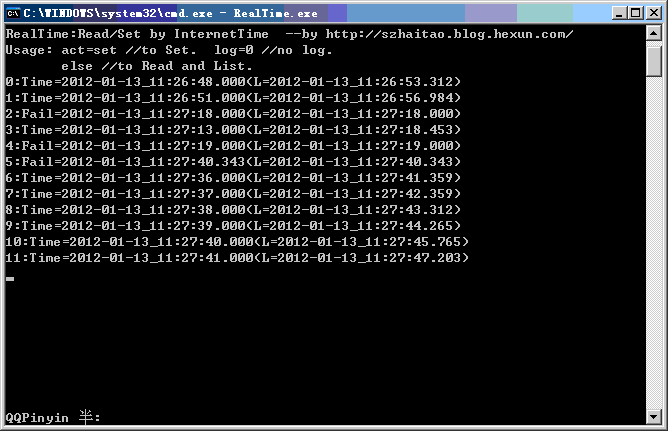 C:\WINDOWS\system32\cmd.exe - RealTime.exe
RealTime:Read/Set by InternetTime  --by http://szhaitao.blog.hexun.com/
Usage: act=set //to Set.  log=0 //no log.
       else //to Read and List.
0:Time=2012-01-13_11:26:48.000(L=2012-01-13_11:26:53.312)
1:Time=2012-01-13_11:26:51.000(L=2012-01-13_11:26:56.984)
2:Fail=2012-01-13_11:27:18.000(L=2012-01-13_11:27:18.000)
3:Time=2012-01-13_11:27:13.000(L=2012-01-13_11:27:18.453)
4:Fail=2012-01-13_11:27:19.000(L=2012-01-13_11:27:19.000)
5:Fail=2012-01-13_11:27:40.343(L=2012-01-13_11:27:40.343)
6:Time=2012-01-13_11:27:36.000(L=2012-01-13_11:27:41.359)
7:Time=2012-01-13_11:27:37.000(L=2012-01-13_11:27:42.359)
8:Time=2012-01-13_11:27:38.000(L=2012-01-13_11:27:43.312)
9:Time=2012-01-13_11:27:39.000(L=2012-01-13_11:27:44.265)
10:Time=2012-01-13_11:27:40.000(L=2012-01-13_11:27:45.765)
11:Time=2012-01-13_11:27:41.000(L=2012-01-13_11:27:47.203)
QQPinyin 半: